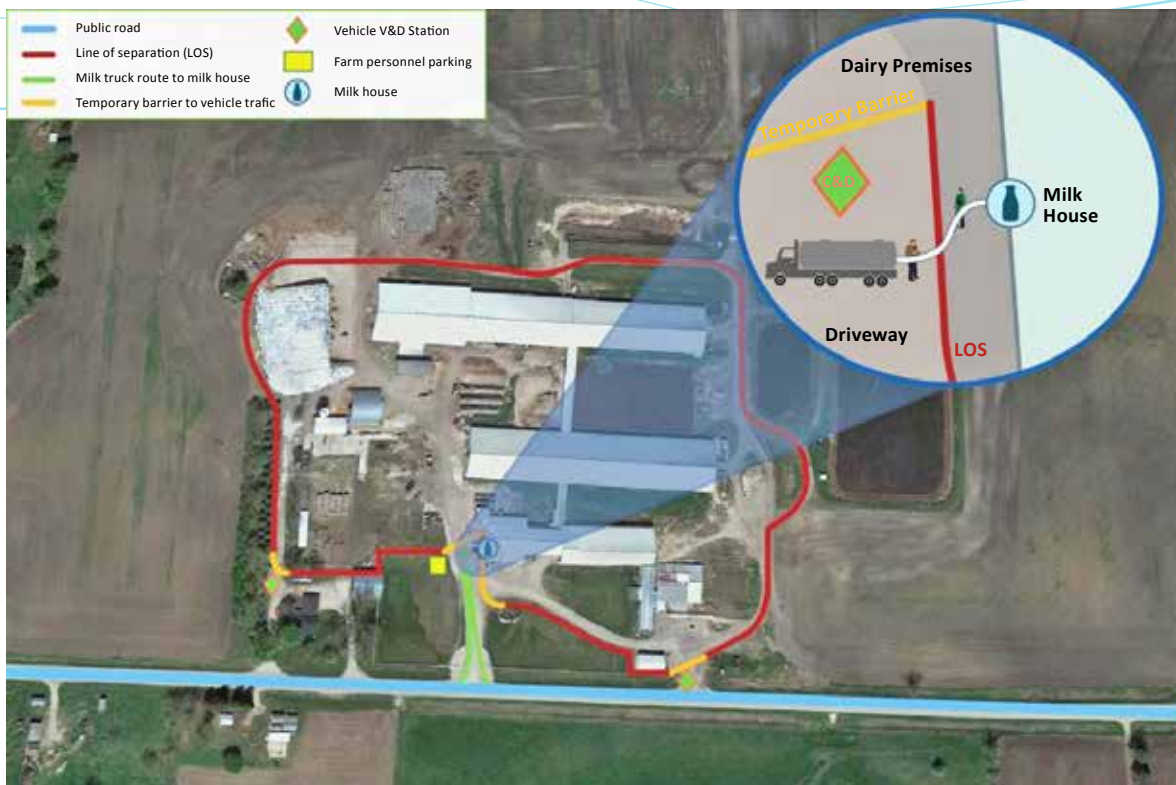 Public road
Line of separation (LOS)
Milk truck route to milk house
Temporary barrier to vehicle trafic
Vehicle V&D Station
Farm personnel parking
Milk house
Dairy Premises
Temporary Barrier
C&D
Milk
House
Driveway
LOS